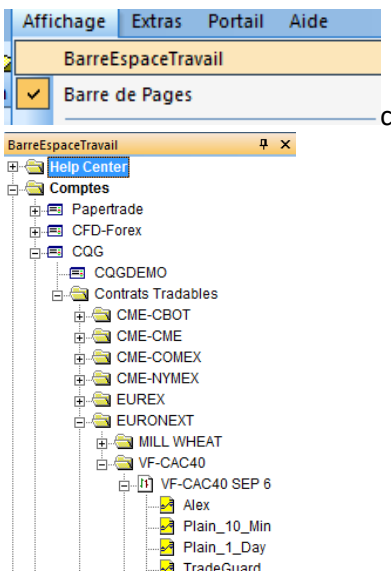 Affichage Extras Portail Aide
BarreEspaceTravail
Barre de Pages
c
BarreEspaceTravail
Help Center
Comptes
Papertrade
CFD-Forex
CQG
CQGDEMO
Contrats Tradables
CME-CBOT
CME-CME
CME-COMEX
CME-NYMEX
EUREX
EURONEXT
MILL WHEAT
VF-CAC40
VF-CAC40 SEP 6
Alex
Plain_10_Min
Plain_1_Day
TradeGuard